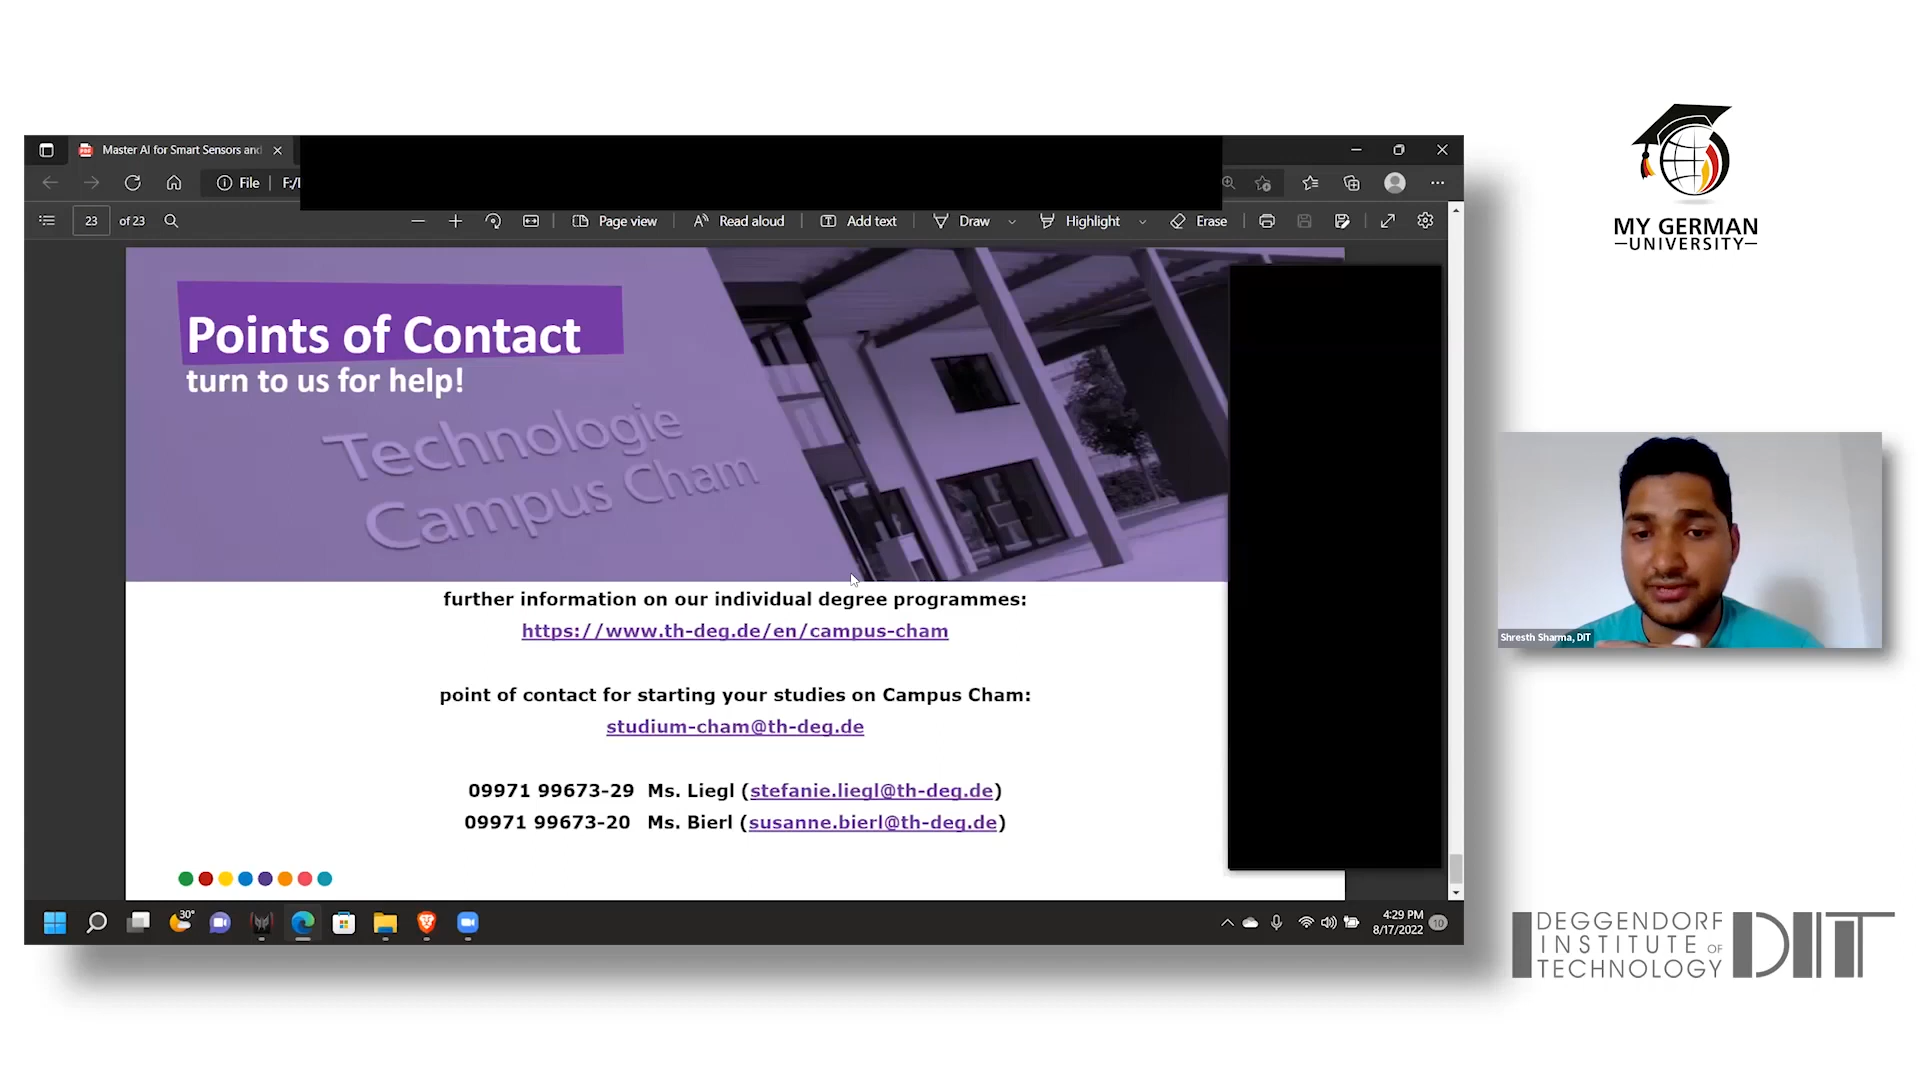 Master AI for Smart Sensors and
File
F:/
23 of 23
Page view
Read aloud
Add text
Draw
Highlight
Erase
Points of Contact
turn to us for help!
Technologie
Campus Cham
further information on our individual degree programmes:
https://www.th-deg.de/en/campus-cham
point of contact for starting your studies on Campus Cham:
studium-cham@th-deg.de
09971 99673-29 Ms. Liegl (stefanie.liegl@th-deg.de)
09971 99673-20 Ms. Bierl (susanne.bierl@th-deg.de)
30°
4:29 PM
8/17/2022
10
MY GERMAN
UNIVERSITY
Shresth Sharma, DIT
DEGGENDORF
INSTITUTE OF
TECHNOLOGY
DIT